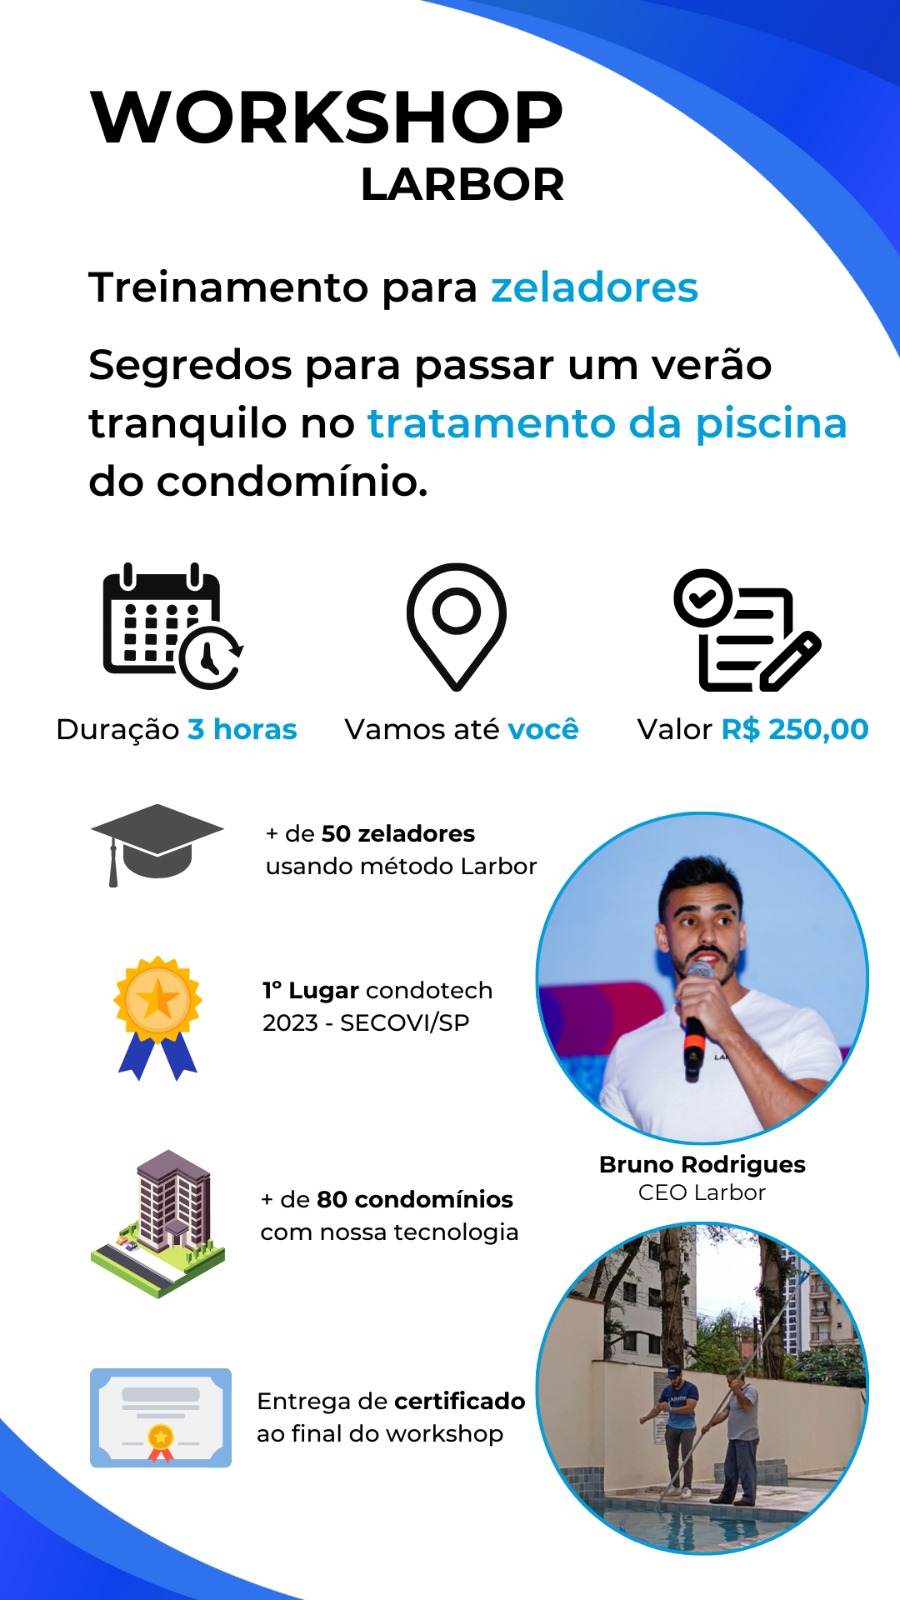 WORKSHOP
LARBOR
Treinamento para zeladores
Segredos para passar um verão
tranquilo no tratamento da piscina
do condomínio.
Duração 3 horas
Vamos até você
Valor R$ 250,00
+ de 50 zeladores
usando método Larbor
1º Lugar condotech
2023 - SECOVI/SP
Bruno Rodrigues
CEO Larbor
+ de 80 condomínios
com nossa tecnologia
Entrega de certificado
ao final do workshop